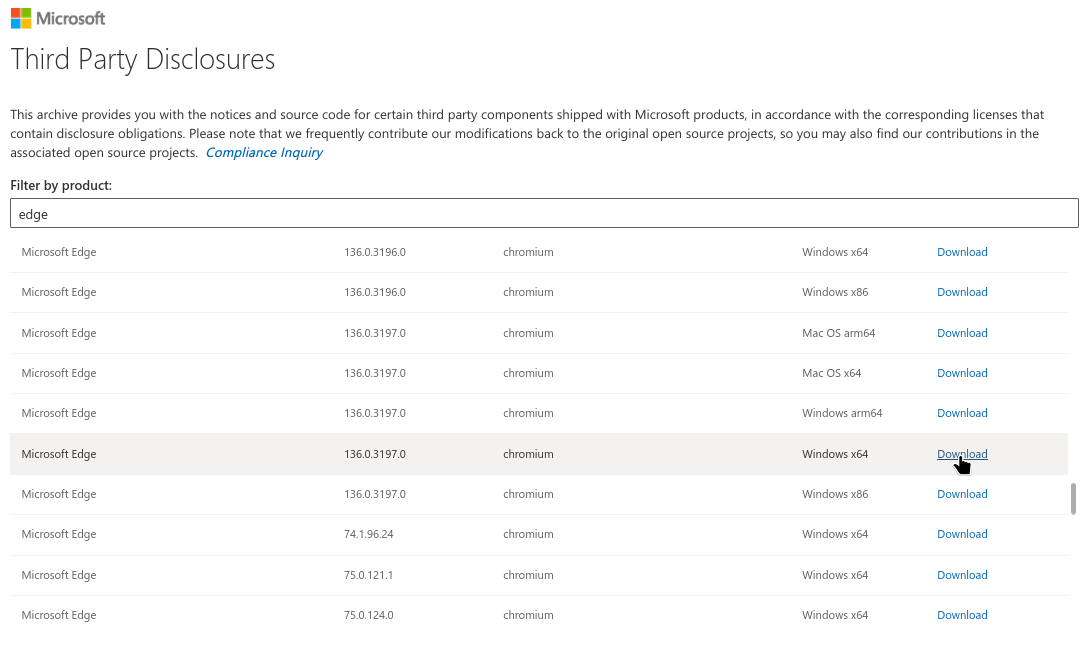 Microsoft
Third Party Disclosures
This archive provides you with the notices and source code for certain third party components shipped with Microsoft products, in accordance with the corresponding licenses that
contain disclosure obligations. Please note that we frequently contribute our modifications back to the original open source projects, so you may also find our contributions in the
associated open source projects. Compliance Inquiry
Filter by product:
edge
Microsoft Edge 136.0.3196.0 chromium Windows x64 Download
Microsoft Edge 136.0.3196.0 chromium Windows x86 Download
Microsoft Edge 136.0.3197.0 chromium Mac OS arm64 Download
Microsoft Edge 136.0.3197.0 chromium Mac OS x64 Download
Microsoft Edge 136.0.3197.0 chromium Windows arm64 Download
Microsoft Edge 136.0.3197.0 chromium Windows x64 Download
Microsoft Edge 136.0.3197.0 chromium Windows x86 Download
Microsoft Edge 74.1.96.24 chromium Windows x64 Download
Microsoft Edge 75.0.121.1 chromium Windows x64 Download
Microsoft Edge 75.0.124.0 chromium Windows x64 Download